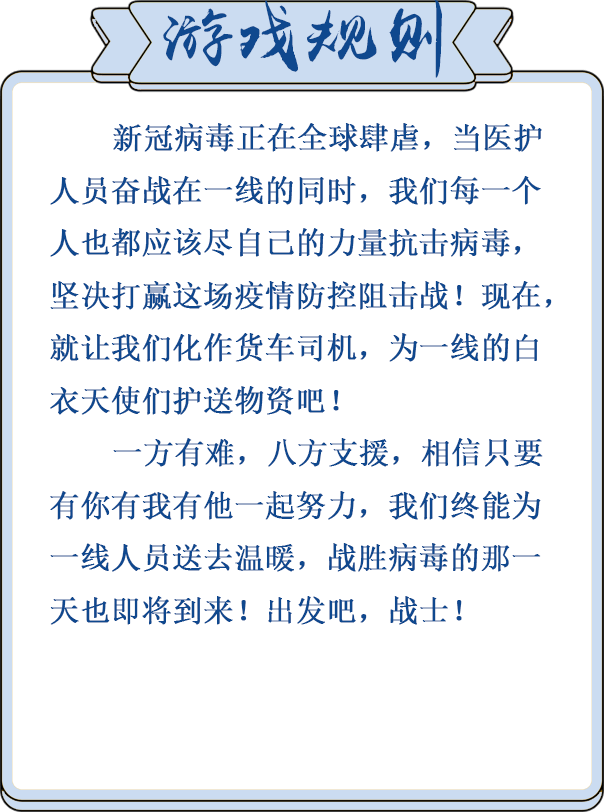 游戏规则
新冠病毒正在全球肆虐，当医护
人员奋战在一线的同时，我们每一个
人也都应该尽自己的力量抗击病毒，
坚决打赢这场疫情防控阻击战！现在，
就让我们化作货车司机，为一线的白
衣天使们护送物资吧！
一方有难，八方支援，相信只要
有你有我有他一起努力，我们终能为
一线人员送去温暖，战胜病毒的那一
天也即将到来！出发吧，战士！